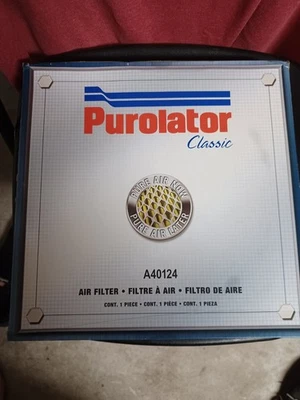 Purolator
Classic
PURE AIR NOW
PURE AIR LATER
A40124
AIR FILTER • FILTRE À AIR • FILTRO DE AIRE
CONT. 1 PIECE • CONT. 1 PIÈCE • CONT. 1 PIEZA